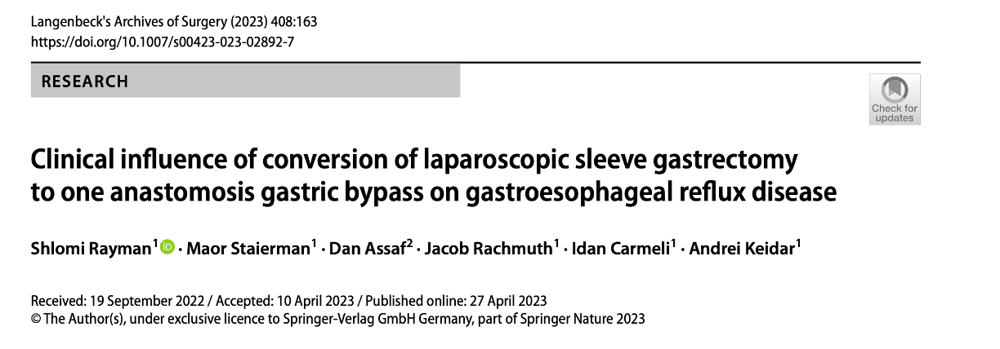 Langenbeck's Archives of Surgery (2023) 408:163
https://doi.org/10.1007/s00423-023-02892-7
RESEARCH
Check for
updates
Clinical influence of conversion of laparoscopic sleeve gastrectomy
to one anastomosis gastric bypass on gastroesophageal reflux disease
Shlomi Rayman1 iD · Maor Staierman1 · Dan Assaf2 · Jacob Rachmuth1 · Idan Carmeli1 · Andrei Keidar1
Received: 19 September 2022 / Accepted: 10 April 2023 / Published online: 27 April 2023
© The Author(s), under exclusive licence to Springer-Verlag GmbH Germany, part of Springer Nature 2023